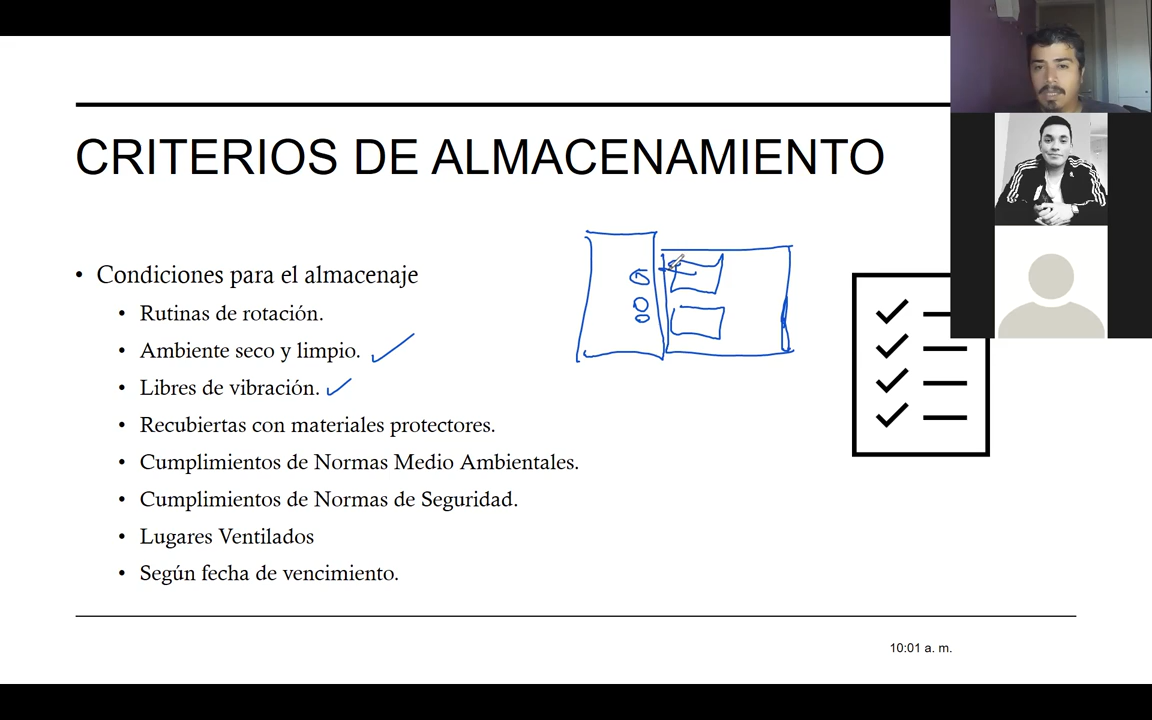 CRITERIOS DE ALMACENAMIENTO
• Condiciones para el almacenaje
• Rutinas de rotación.
• Ambiente seco y limpio.
• Libres de vibración.
• Recubiertas con materiales protectores.
• Cumplimientos de Normas Medio Ambientales.
• Cumplimientos de Normas de Seguridad.
• Lugares Ventilados
• Según fecha de vencimiento.
10:01 a. m.